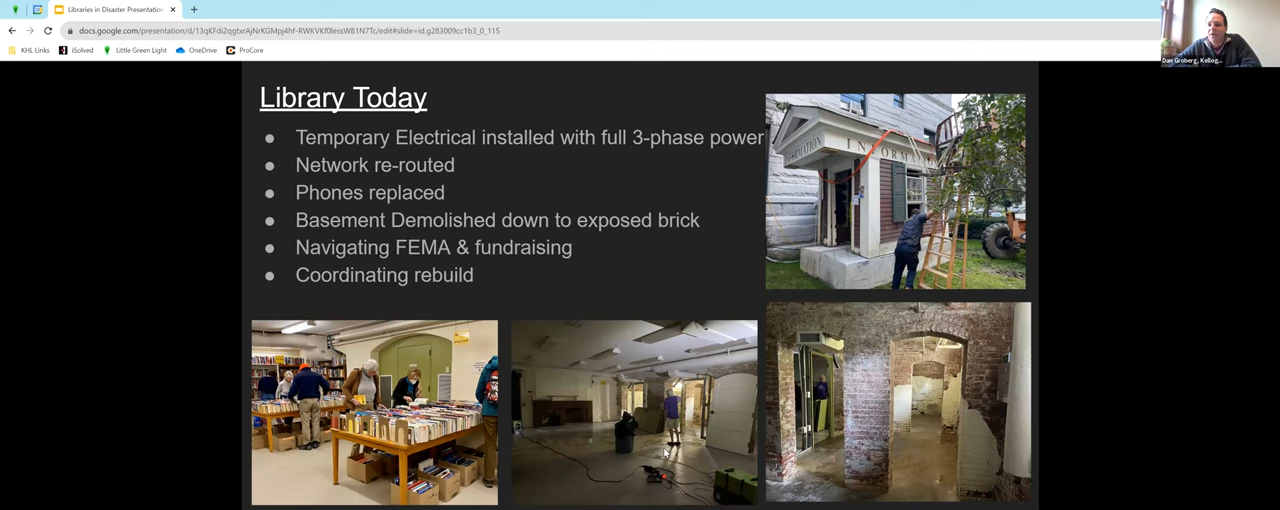 Libraries in Disaster Presentation
docs.google.com/presentation/d/13qKFdi2qgtxrAJNrKGMpj4hf-RWKVKf0lessW81N7Tc/edit#slide=id.g283009cc1b3_0_115
KHL Links
iSolved
Little Green Light
OneDrive
ProCore
Dan Groberg, Kellog...
Library Today
Temporary Electrical installed with full 3-phase power
Network re-routed
Phones replaced
Basement Demolished down to exposed brick
Navigating FEMA & fundraising
Coordinating rebuild
INFORMATION